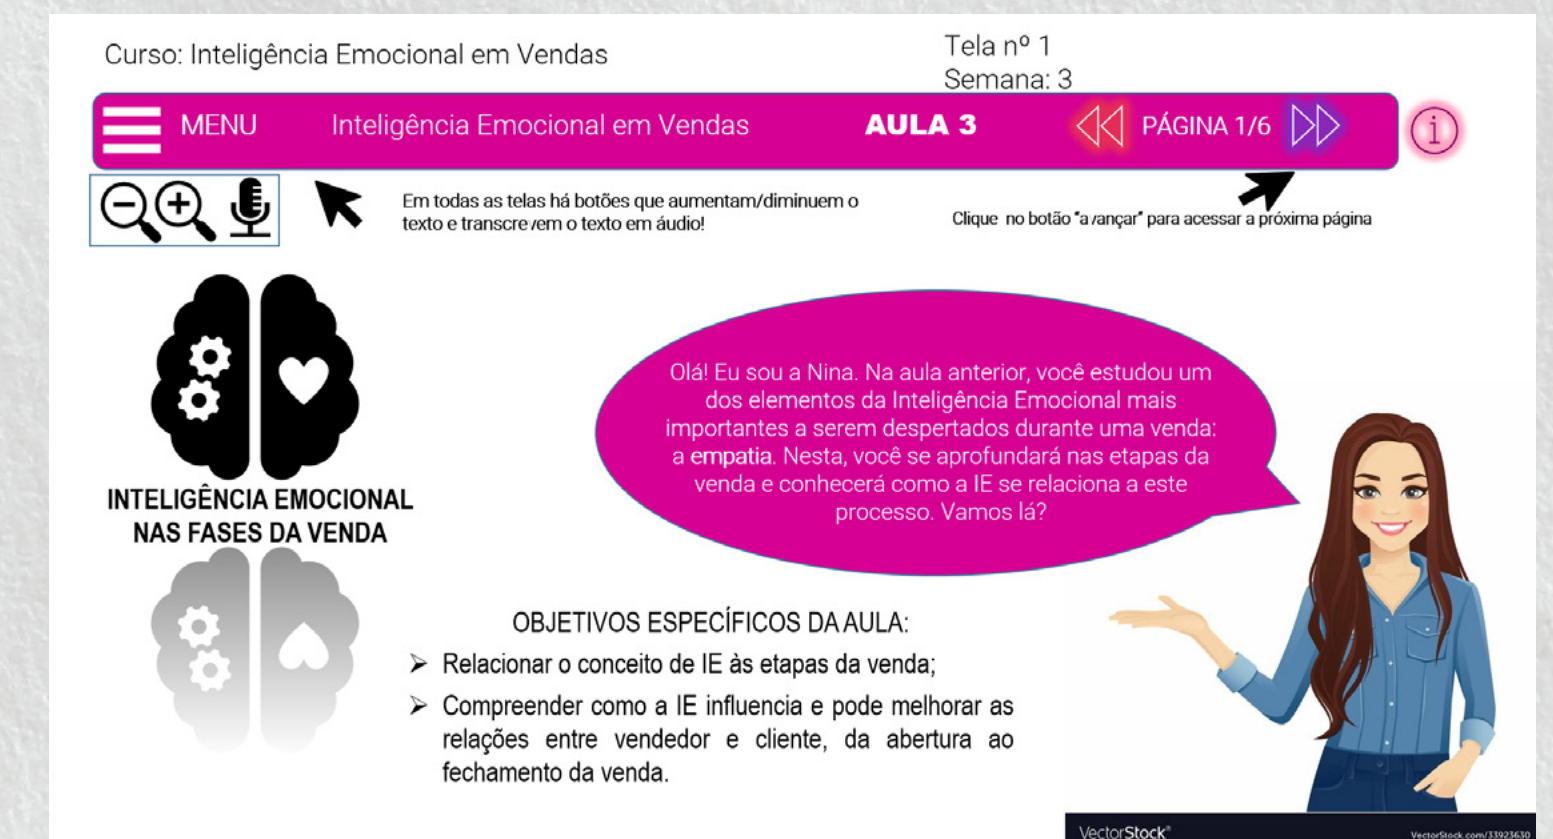 Curso: Inteligência Emocional em Vendas
Tela nº 1
Semana: 3
MENU
Inteligência Emocional em Vendas
AULA 3
PÁGINA 1/6
i
Em todas as telas há botões que aumentam/diminuem o
texto e transcrevem o texto em áudio!
Clique no botão "avançar" para acessar a próxima página
Olá! Eu sou a Nina. Na aula anterior, você estudou um
dos elementos da Inteligência Emocional mais
importantes a serem despertados durante uma venda:
a empatia. Nesta, você se aprofundará nas etapas da
venda e conhecerá como a IE se relaciona a este
processo. Vamos lá?
INTELIGÊNCIA EMOCIONAL
NAS FASES DA VENDA
OBJETIVOS ESPECÍFICOS DA AULA:
➢ Relacionar o conceito de IE às etapas da venda;
➢ Compreender como a IE influencia e pode melhorar as
relações entre vendedor e cliente, da abertura ao
fechamento da venda.
VectorStock®
VectorStock.com/33923630